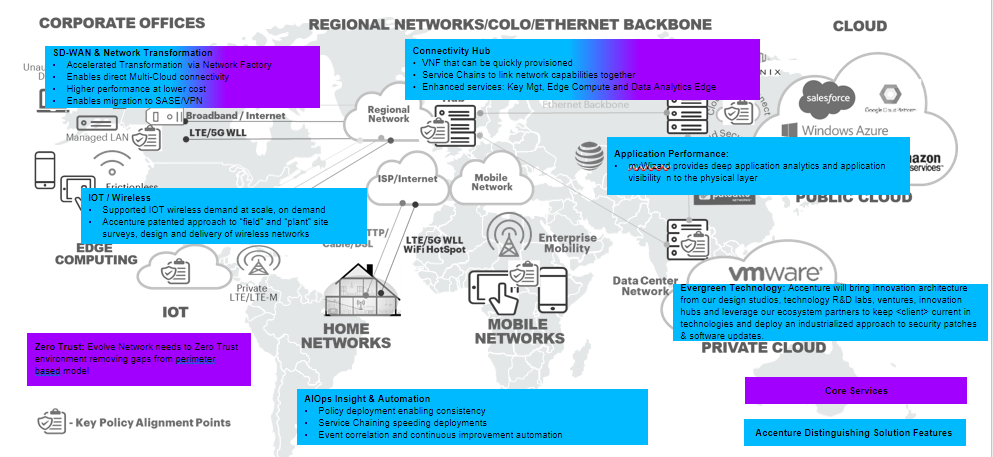 CORPORATE OFFICES
REGIONAL NETWORKS/COLO/ETHERNET BACKBONE
CLOUD
SD-WAN & Network Transformation
• Accelerated Transformation via Network Factory
• Enables direct Multi-Cloud connectivity
• Higher performance at lower cost
• Enables migration to SASE/VPN
Connectivity Hub
• VNF that can be quickly provisioned
• Service Chains to link network capabilities together
• Enhanced services: Key Mgt, Edge Compute and Data Analytics Edge
Broadband / Internet
Managed LAN
LTE/5G WLL
Regional
Network
Ethernet Backbone
salesforce
Google Cloud Platform
Windows Azure
Application Performance:
• myWizard provides deep application analytics and application
visibility n to the physical layer
PUBLIC CLOUD
ISP/Internet
Mobile
Network
Frictionless
IOT / Wireless
• Supported IOT wireless demand at scale, on demand
• Accenture patented approach to "field" and "plant" site
surveys, design and delivery of wireless networks
EDGE
COMPUTING
Cable/DSL
LTE/5G WLL
WiFi HotSpot
Enterprise
Mobility
Private
LTE/LTE-M
IOT
Data Center
Network
vmware®
Evergreen Technology: Accenture will bring innovation architecture
from our design studios, technology R&D labs, ventures, innovation
hubs and leverage our ecosystem partners to keep <client> current in
technologies and deploy an industrialized approach to security patches
& software updates.
PRIVATE CLOUD
HOME
NETWORKS
MOBILE
NETWORKS
Zero Trust: Evolve Network needs to Zero Trust
environment removing gaps from perimeter
based model
AIOps Insight & Automation
• Policy deployment enabling consistency
• Service Chaining speeding deployments
• Event correlation and continuous improvement automation
- Key Policy Alignment Points
Core Services
Accenture Distinguishing Solution Features